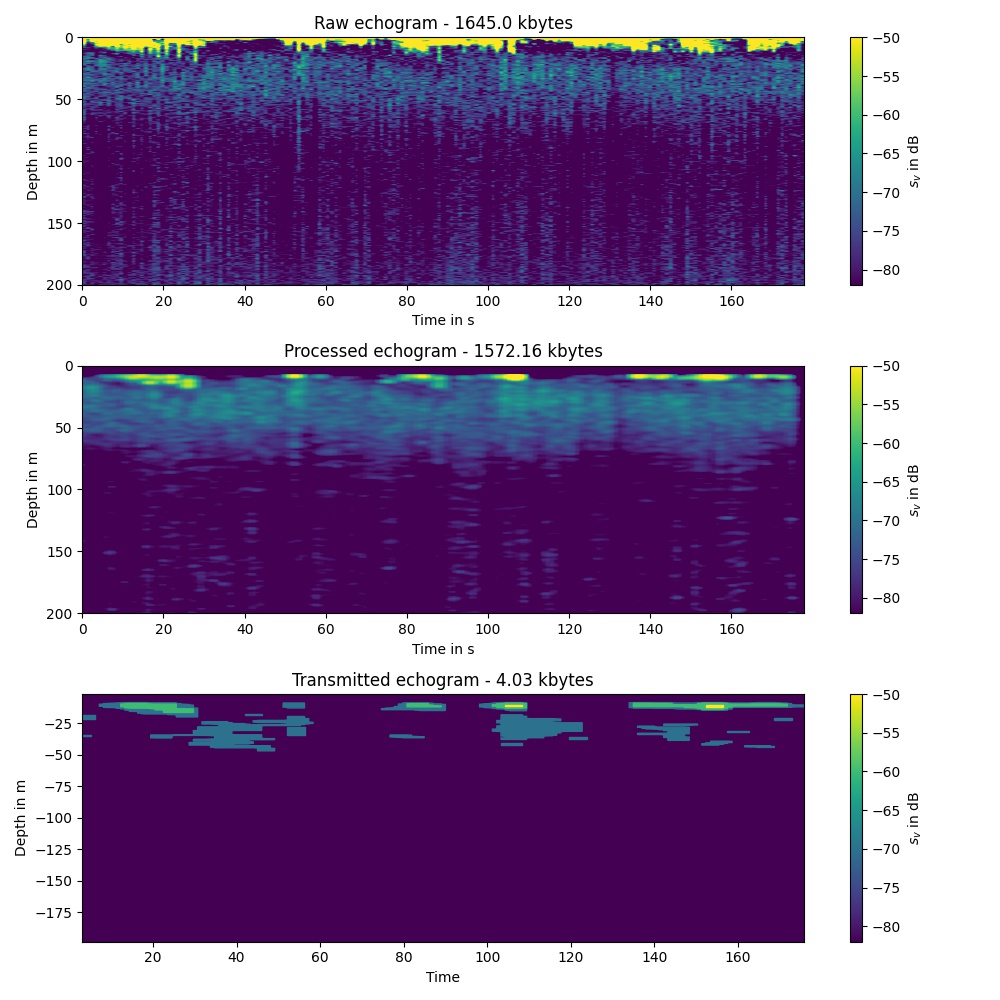 Raw echogram - 1645.0 kbytes
0
50
100
150
200
Depth in m
0 20 40 60 80 100 120 140 160
Time in s
−50
−55
−60
−65
−70
−75
−80
sv in dB
Processed echogram - 1572.16 kbytes
0
50
100
150
200
Depth in m
0 20 40 60 80 100 120 140 160
Time in s
−50
−55
−60
−65
−70
−75
−80
sv in dB
Transmitted echogram - 4.03 kbytes
−25
−50
−75
−100
−125
−150
−175
Depth in m
20 40 60 80 100 120 140 160
Time
−50
−55
−60
−65
−70
−75
−80
sv in dB